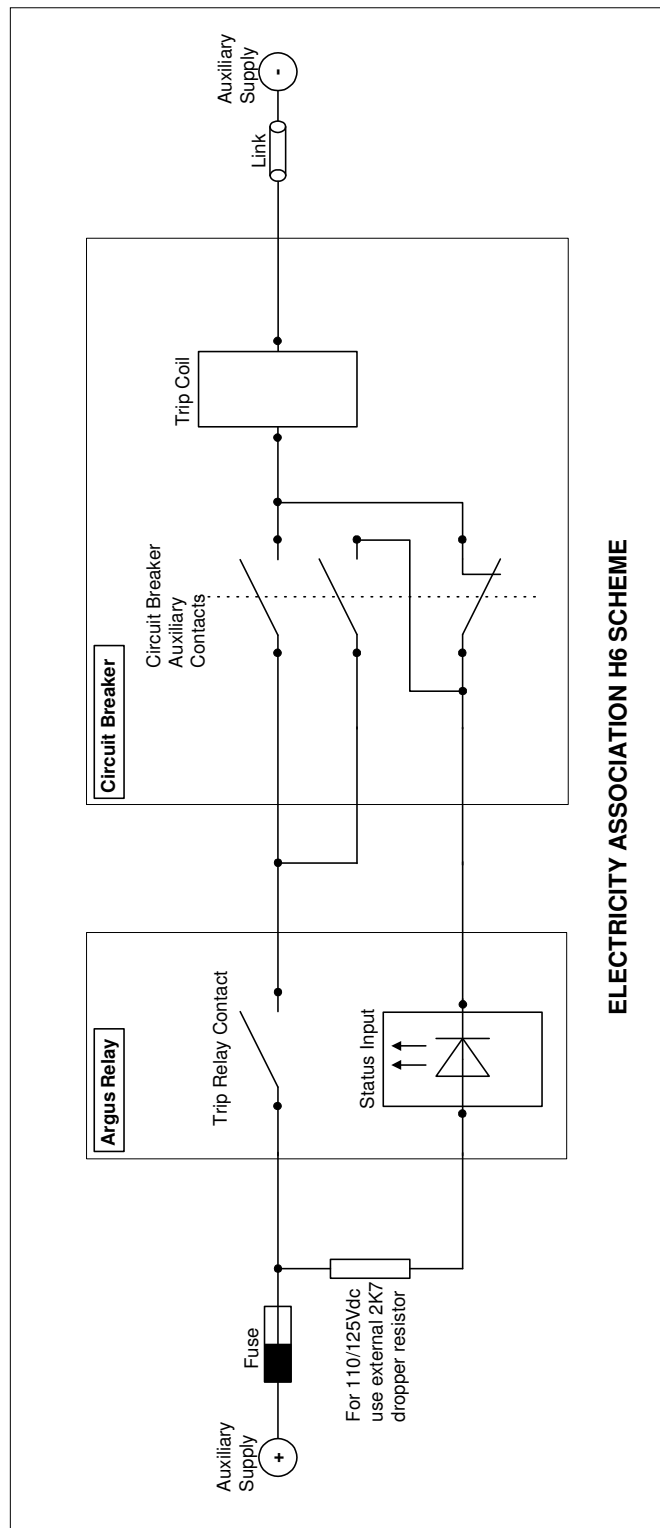 Auxiliary
Supply
+
Fuse
For 110/125Vdc
use external 2K7
dropper resistor
Argus Relay
Trip Relay Contact
Status Input
Circuit Breaker
Circuit Breaker
Auxiliary
Contacts
Trip Coil
Link
Auxiliary
Supply
-
ELECTRICITY ASSOCIATION H6 SCHEME